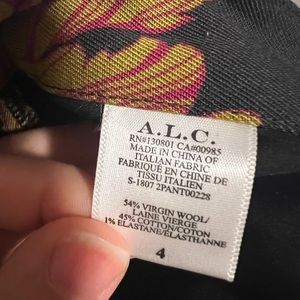 A.L.C.
RN#130801 CA#00985
MADE IN CHINA OF
ITALIAN FABRIC
FABRIQUÉ EN CHINE DE
TISSU ITALIEN
S-1807 2PANT00228
54% VIRGIN WOOL/
LAINE VIERGE
45% COTTON/COTON
1% ELASTANE/ELASTHANNE
4